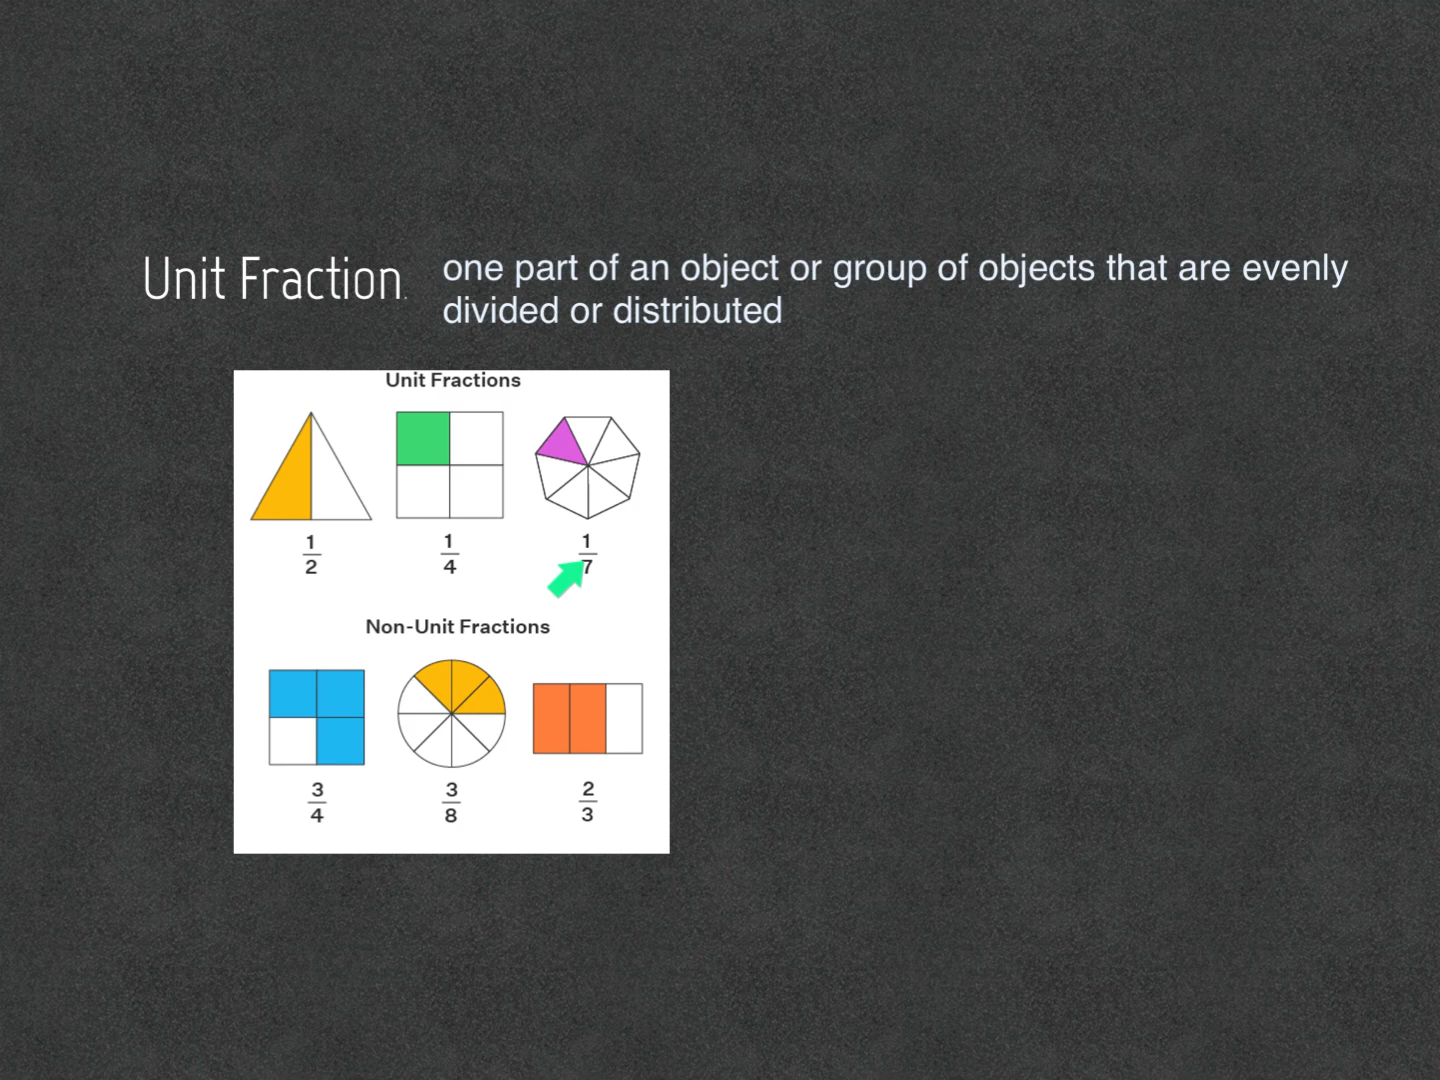 Unit Fraction.
one part of an object or group of objects that are evenly
divided or distributed
Unit Fractions
1/2 1/4 1/7
Non-Unit Fractions
3/4 3/8 2/3